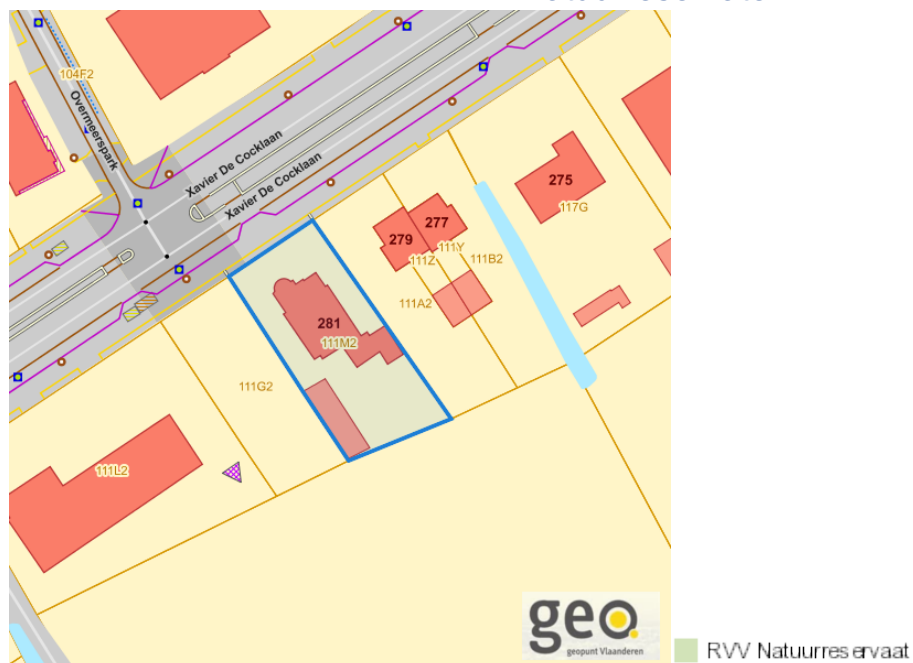 104F2
Overmeerspark
Xavier De Cocklaan
Xavier De Cocklaan
275
117G
277
279
111Y
111Z
111B2
111A2
281
111M2
111G2
111L2
geo
geopunt Vlaanderen
RVV Natuurreservaat